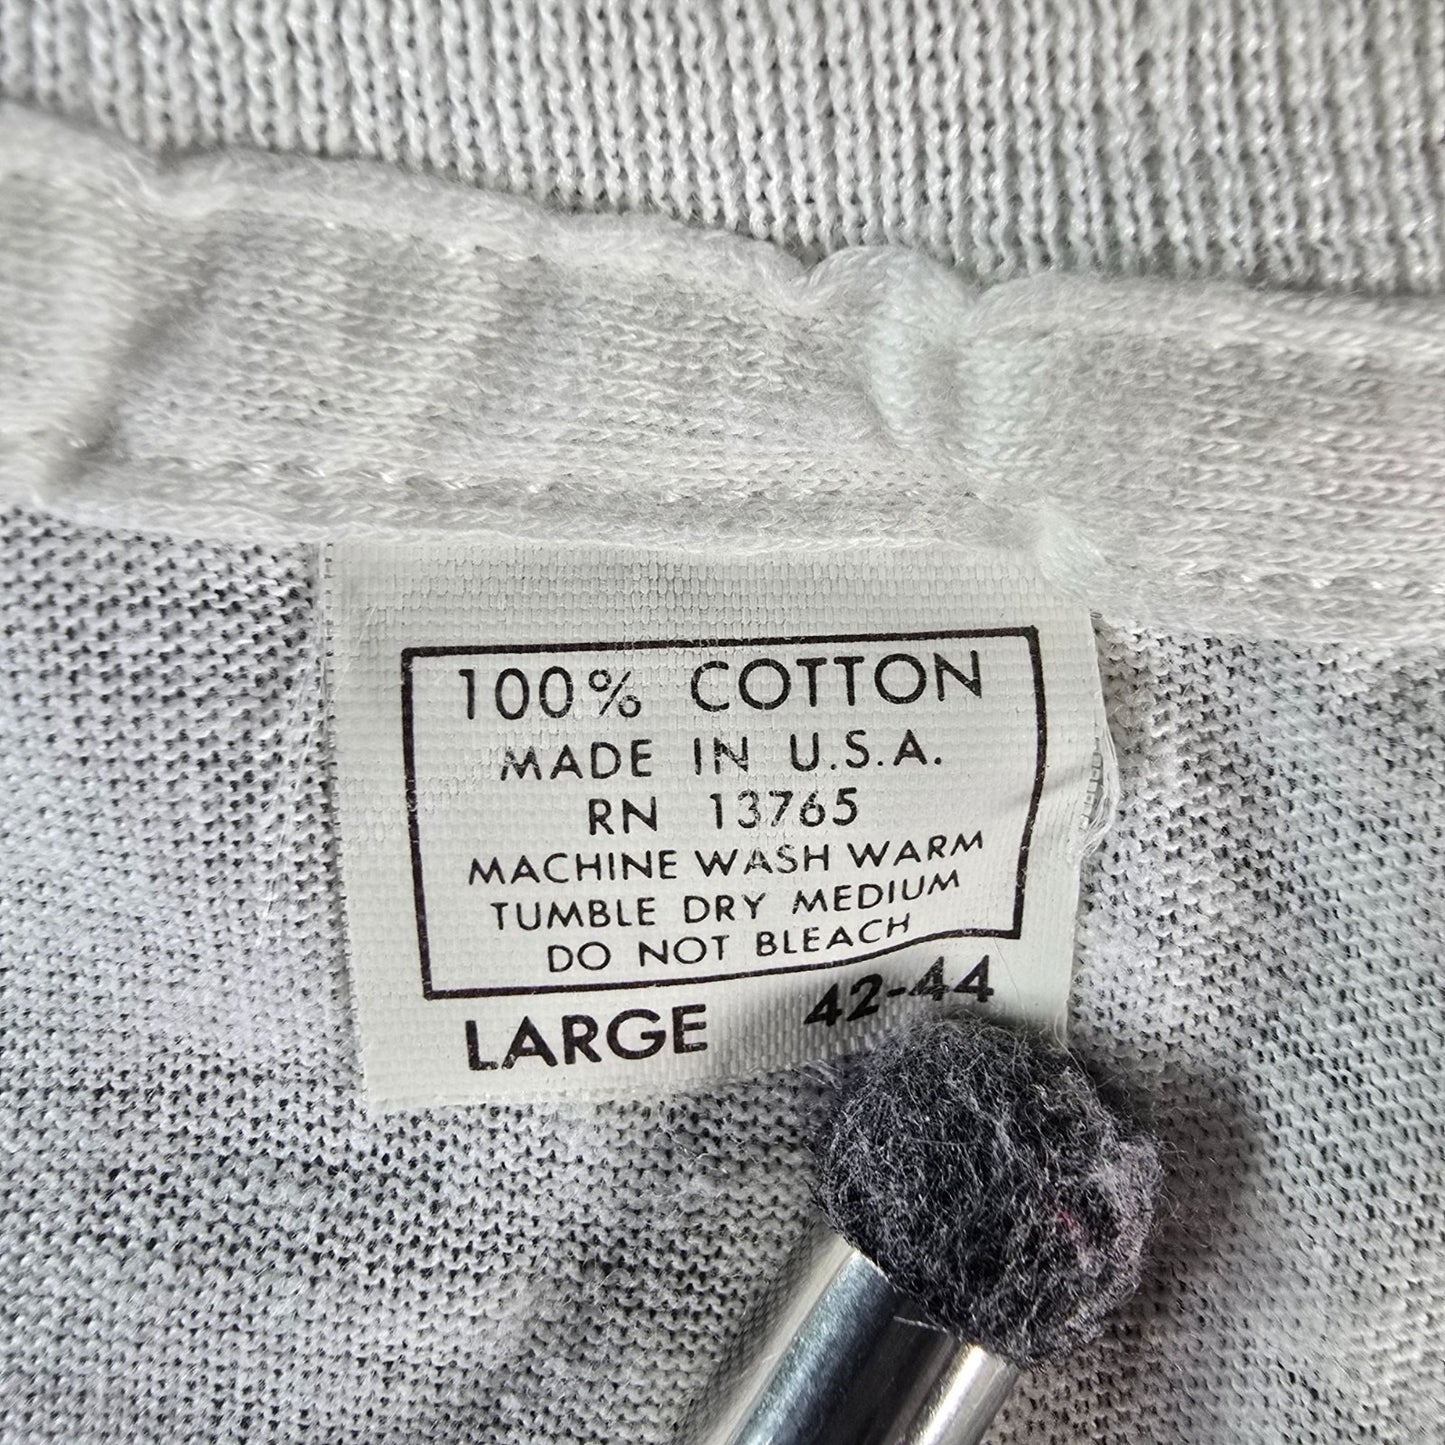 100% COTTON
MADE IN U.S.A.
RN 13765
MACHINE WASH WARM
TUMBLE DRY MEDIUM
DO NOT BLEACH
LARGE 42-44